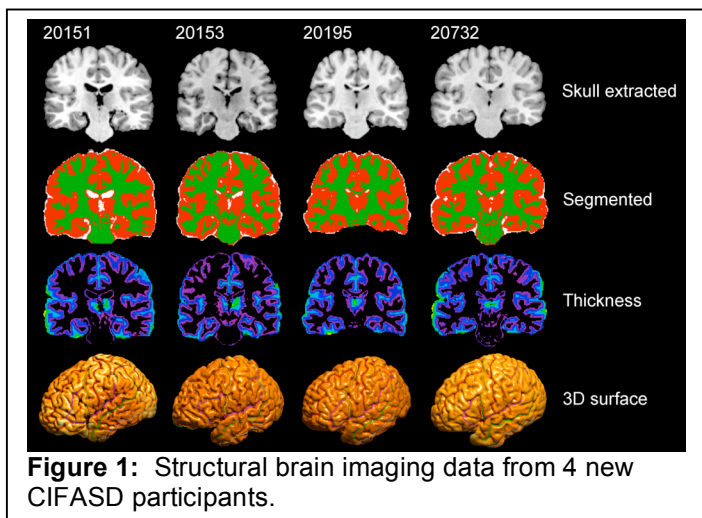 20151 20153 20195 20732
Skull extracted
Segmented
Thickness
3D surface
Figure 1: Structural brain imaging data from 4 new
CIFASD participants.